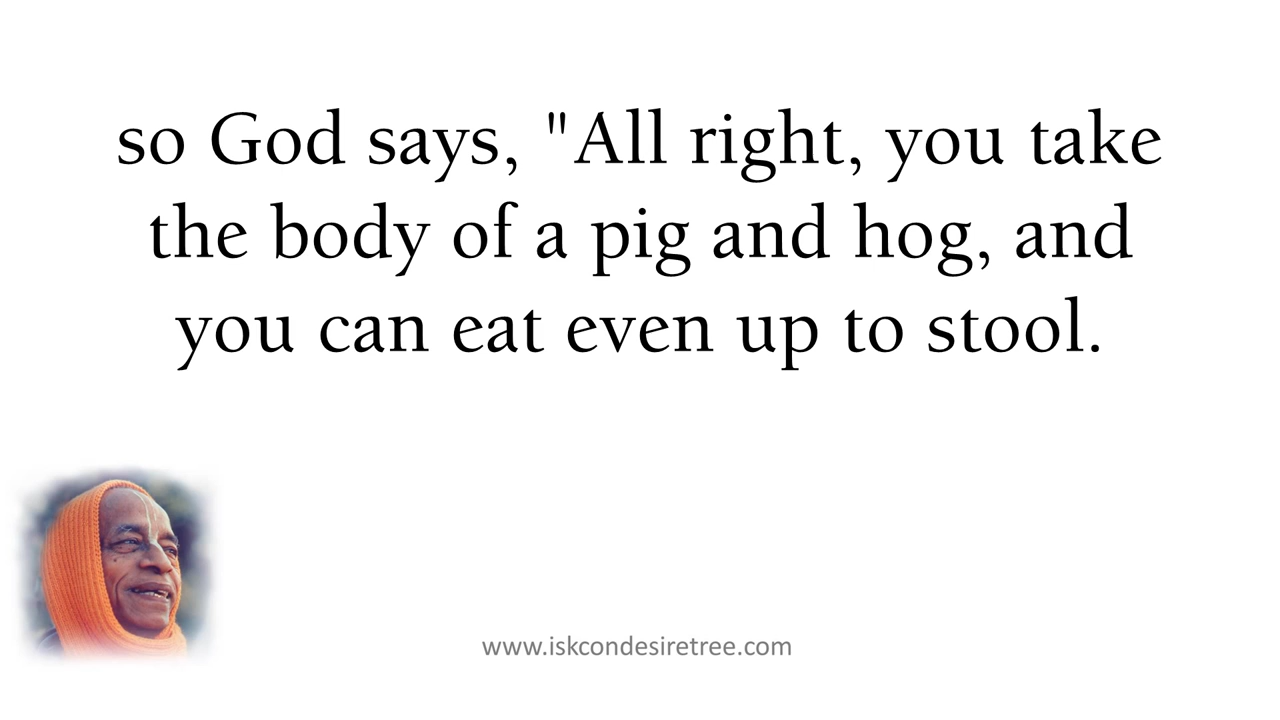 so God says, "All right, you take
the body of a pig and hog, and
you can eat even up to stool.
www.iskcondesiretree.com